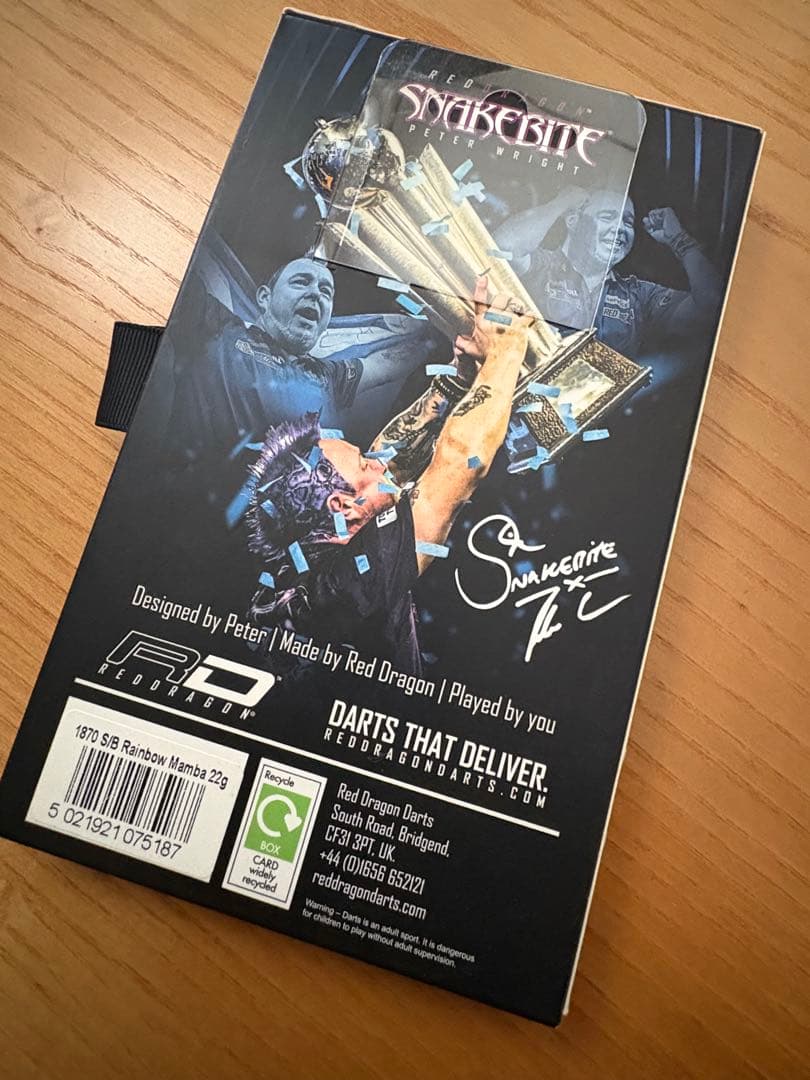 RED DRAGON™
SNAKEBITE®
PETER WRIGHT
SNAKEBITE
Designed by Peter | Made by Red Dragon | Played by you
RD™
REDDRAGON®
DARTS THAT DELIVER.
REDDRAGONDARTS.COM
1870 S/B Rainbow Mamba 22g
5 021921 075187
Recycle
BOX
CARD
widely
recycled
Red Dragon Darts
South Road, Bridgend,
CF31 3PT, UK.
+44 (0)1656 652121
reddragondarts.com
Warning – Darts is an adult sport. It is dangerous
for children to play without adult supervision.